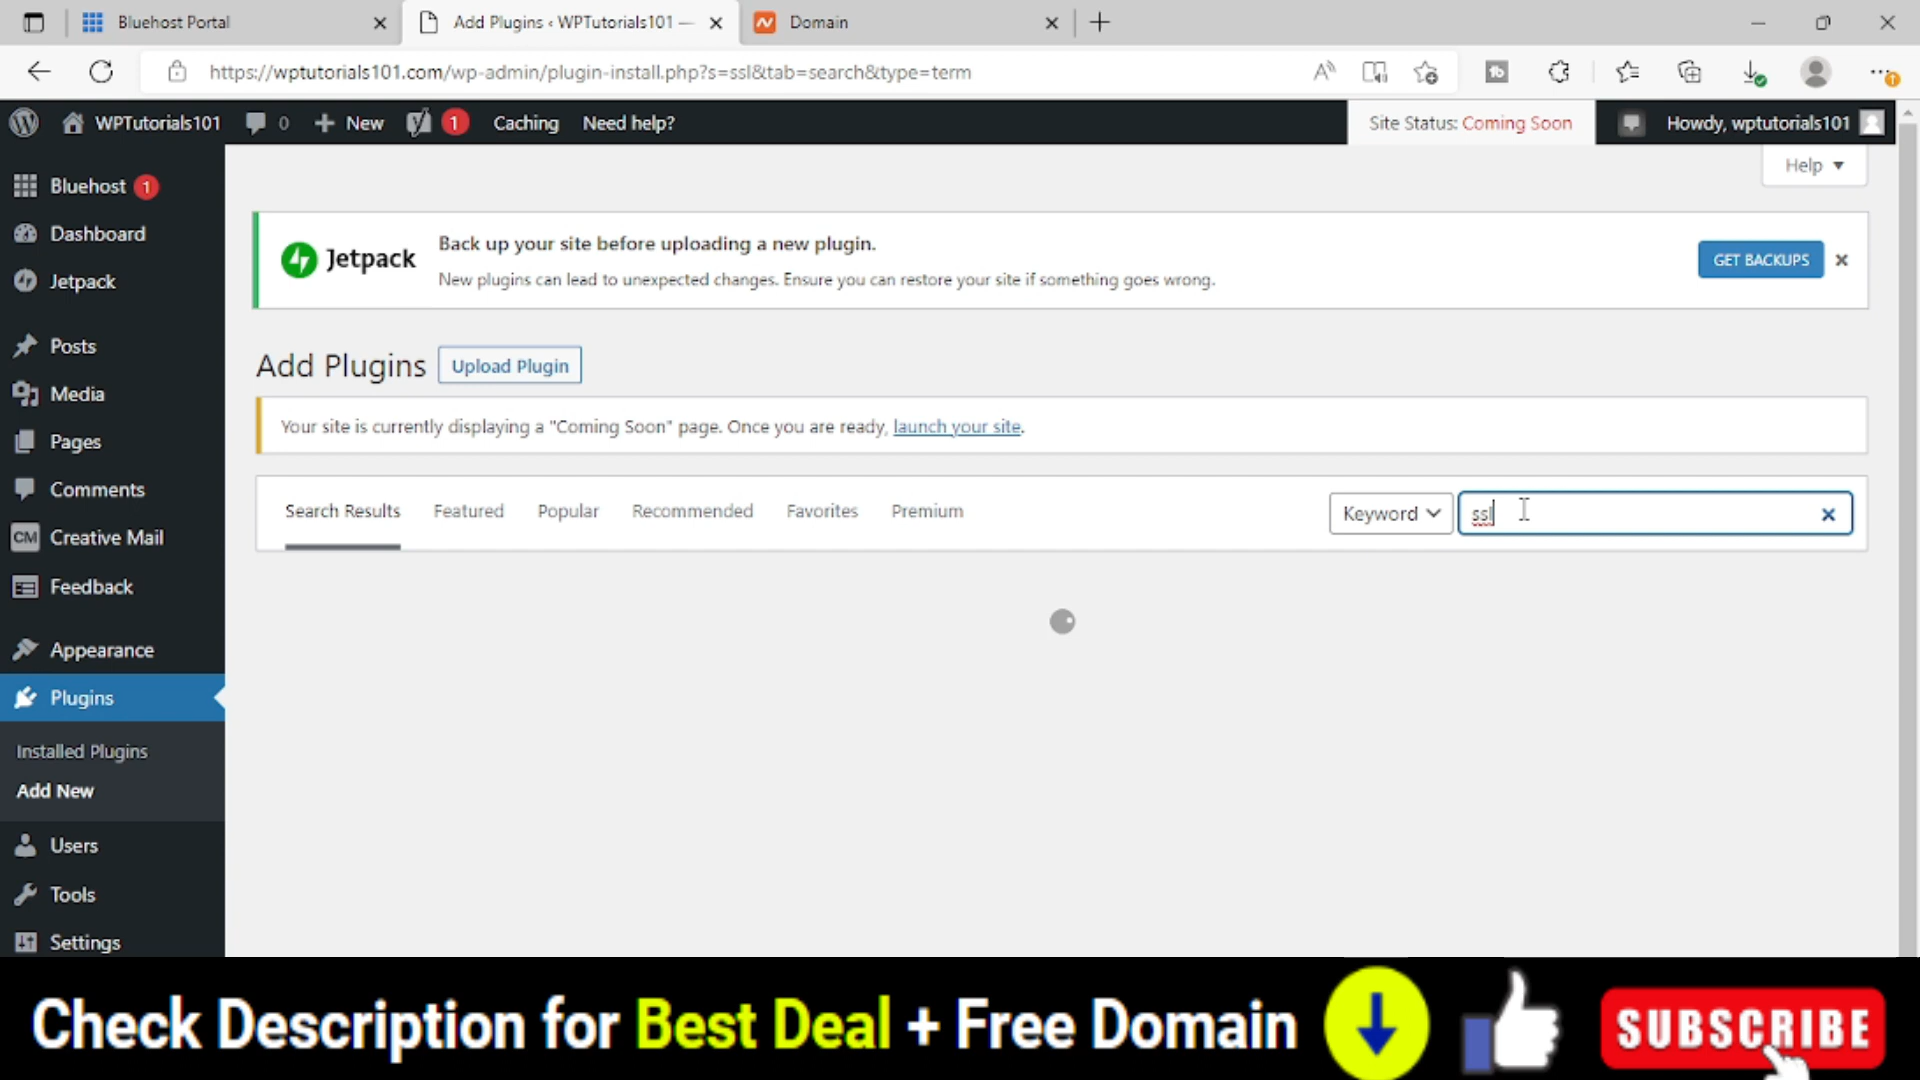 Bluehost Portal
Add Plugins ‹ WPTutorials101 —
Domain
https://wptutorials101.com/wp-admin/plugin-install.php?s=ssl&tab=search&type=term
WPTutorials101
0
New
1
Caching
Need help?
Site Status: Coming Soon
Howdy, wptutorials101
Help
Bluehost 1
Dashboard
Jetpack
Posts
Media
Pages
Comments
CM Creative Mail
Feedback
Appearance
Plugins
Installed Plugins
Add New
Users
Tools
Settings
Jetpack
Back up your site before uploading a new plugin.
New plugins can lead to unexpected changes. Ensure you can restore your site if something goes wrong.
GET BACKUPS
Add Plugins
Upload Plugin
Your site is currently displaying a "Coming Soon" page. Once you are ready, launch your site.
Search Results
Featured
Popular
Recommended
Favorites
Premium
Keyword
ssl
Check Description for Best Deal + Free Domain
SUBSCRIBE